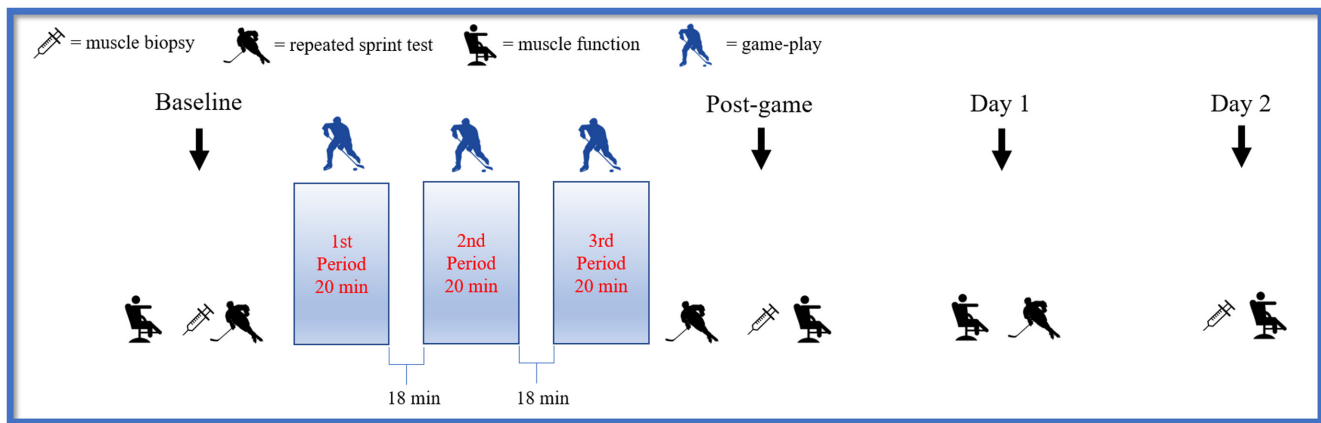 = muscle biopsy
= repeated sprint test
= muscle function
= game-play
Baseline
Post-game
Day 1
Day 2
1st
Period
20 min
2nd
Period
20 min
3rd
Period
20 min
18 min
18 min